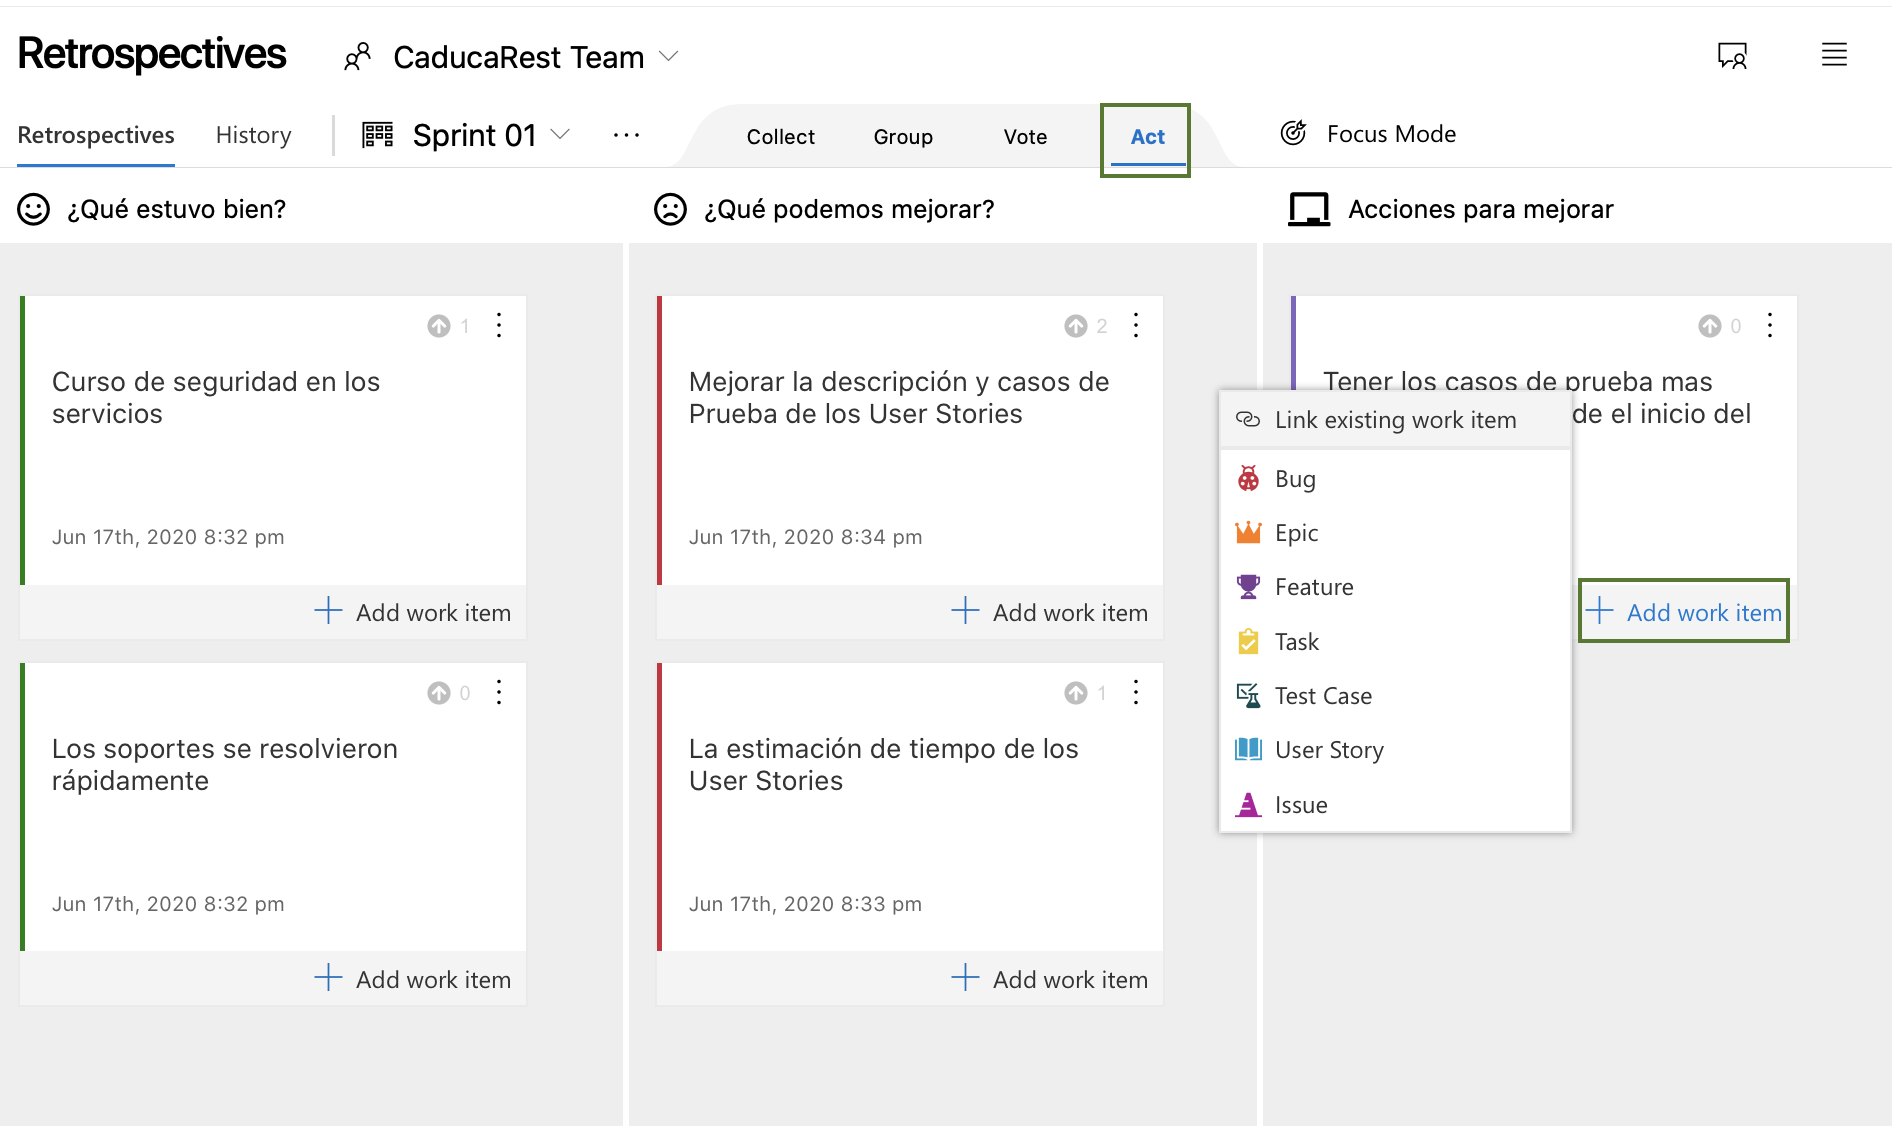 Retrospectives
CaducaRest Team
Retrospectives
History
Sprint 01
Collect
Group
Vote
Act
Focus Mode
¿Qué estuvo bien?
¿Qué podemos mejorar?
Acciones para mejorar
1
Curso de seguridad en los
servicios
Jun 17th, 2020 8:32 pm
Add work item
0
Los soportes se resolvieron
rápidamente
Jun 17th, 2020 8:32 pm
Add work item
2
Mejorar la descripción y casos de
Prueba de los User Stories
Jun 17th, 2020 8:34 pm
Add work item
1
La estimación de tiempo de los
User Stories
Jun 17th, 2020 8:33 pm
Add work item
0
Tener los casos de prueba mas
de el inicio del
Add work item
Link existing work item
Bug
Epic
Feature
Task
Test Case
User Story
Issue